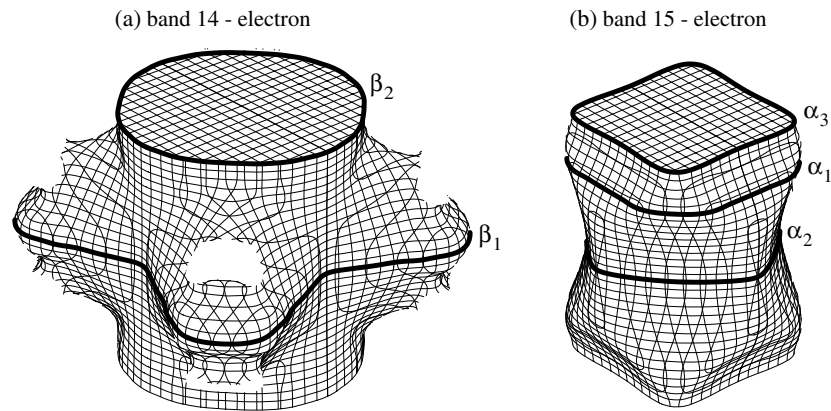 (a) band 14 - electron
(b) band 15 - electron
β2
α3
α1
β1
α2